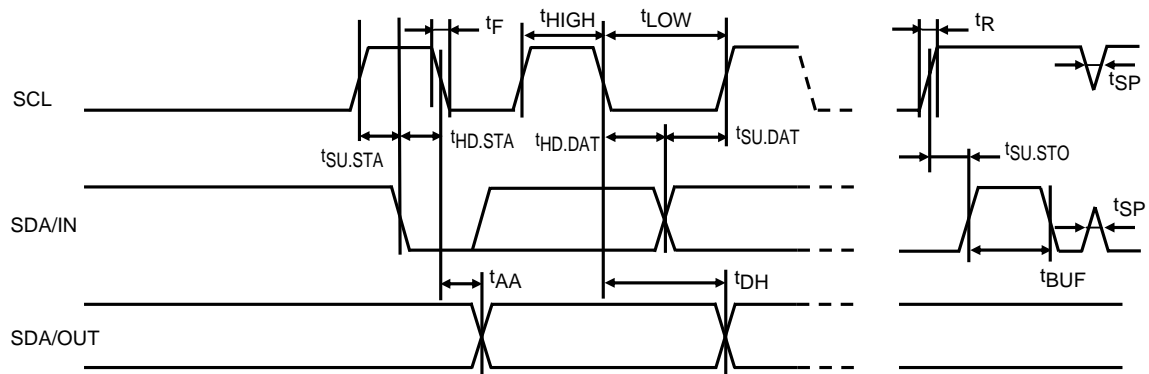 tF
tHIGH
tLOW
tR
SCL
tSP
tSU.STA
tHD.STA
tHD.DAT
tSU.DAT
tSU.STO
SDA/IN
tSP
tAA
tDH
tBUF
SDA/OUT